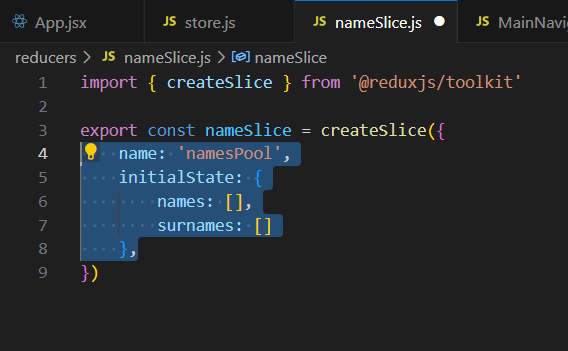 App.jsx
JS store.js
JS nameSlice.js
JS MainNavi
reducers > JS nameSlice.js > nameSlice
1 import { createSlice } from '@reduxjs/toolkit'
2
3 export const nameSlice = createSlice({
4 name: 'namesPool',
5 initialState: {
6 names: [],
7 surnames: []
8 },
9 })